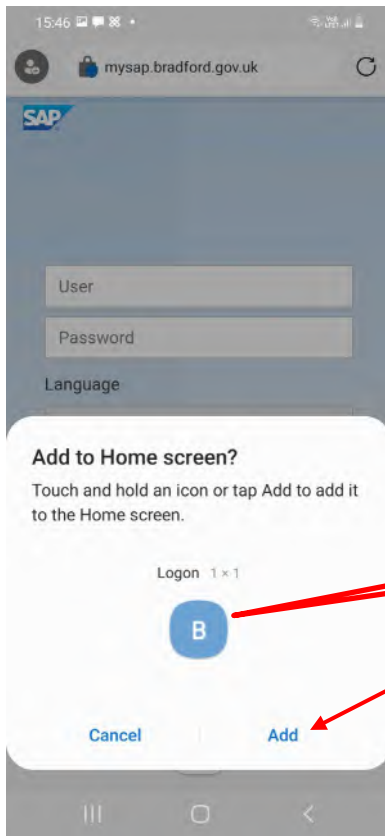 15:46
mysap.bradford.gov.uk
SAP
User
Password
Language
Add to Home screen?
Touch and hold an icon or tap Add to add it
to the Home screen.
Logon 1 × 1
B
Cancel Add